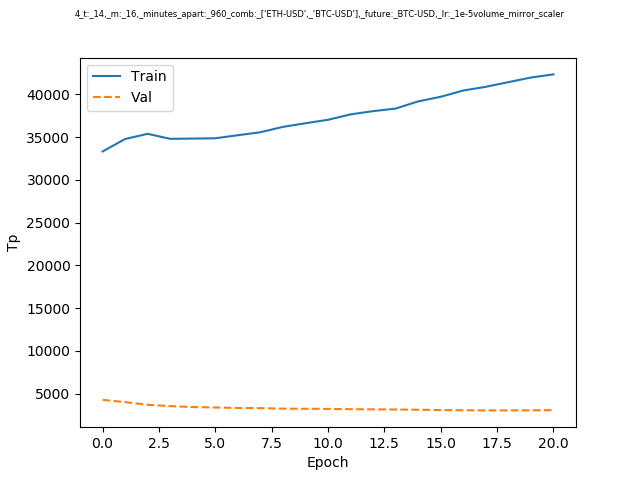 4_t:_14,_m:_16,_minutes_apart:_960_comb:_['ETH-USD',_'BTC-USD'],_future:_BTC-USD,_lr:_1e-5volume_mirror_scaler
Train
Val
40000
35000
30000
25000
20000
15000
10000
5000
Tp
0.0 2.5 5.0 7.5 10.0 12.5 15.0 17.5 20.0
Epoch